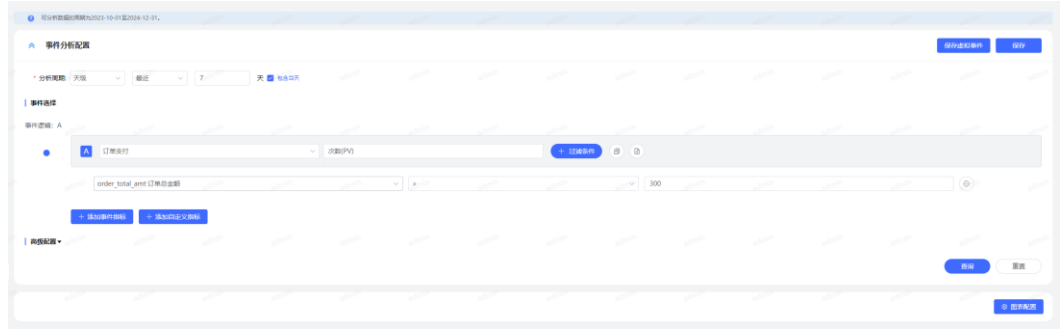 可分析数据的周期为2023-10-01至2024-12-31。
事件分析配置
保存虚拟事件 保存
* 分析周期: 天级 最近 7 天 包含当天
事件选择
事件逻辑: A
A 订单支付 次数(PV) + 过滤条件
order_total_amt 订单总金额 > 300
+ 添加事件指标 + 添加自定义指标
高级配置▼
查询 重置
图表配置